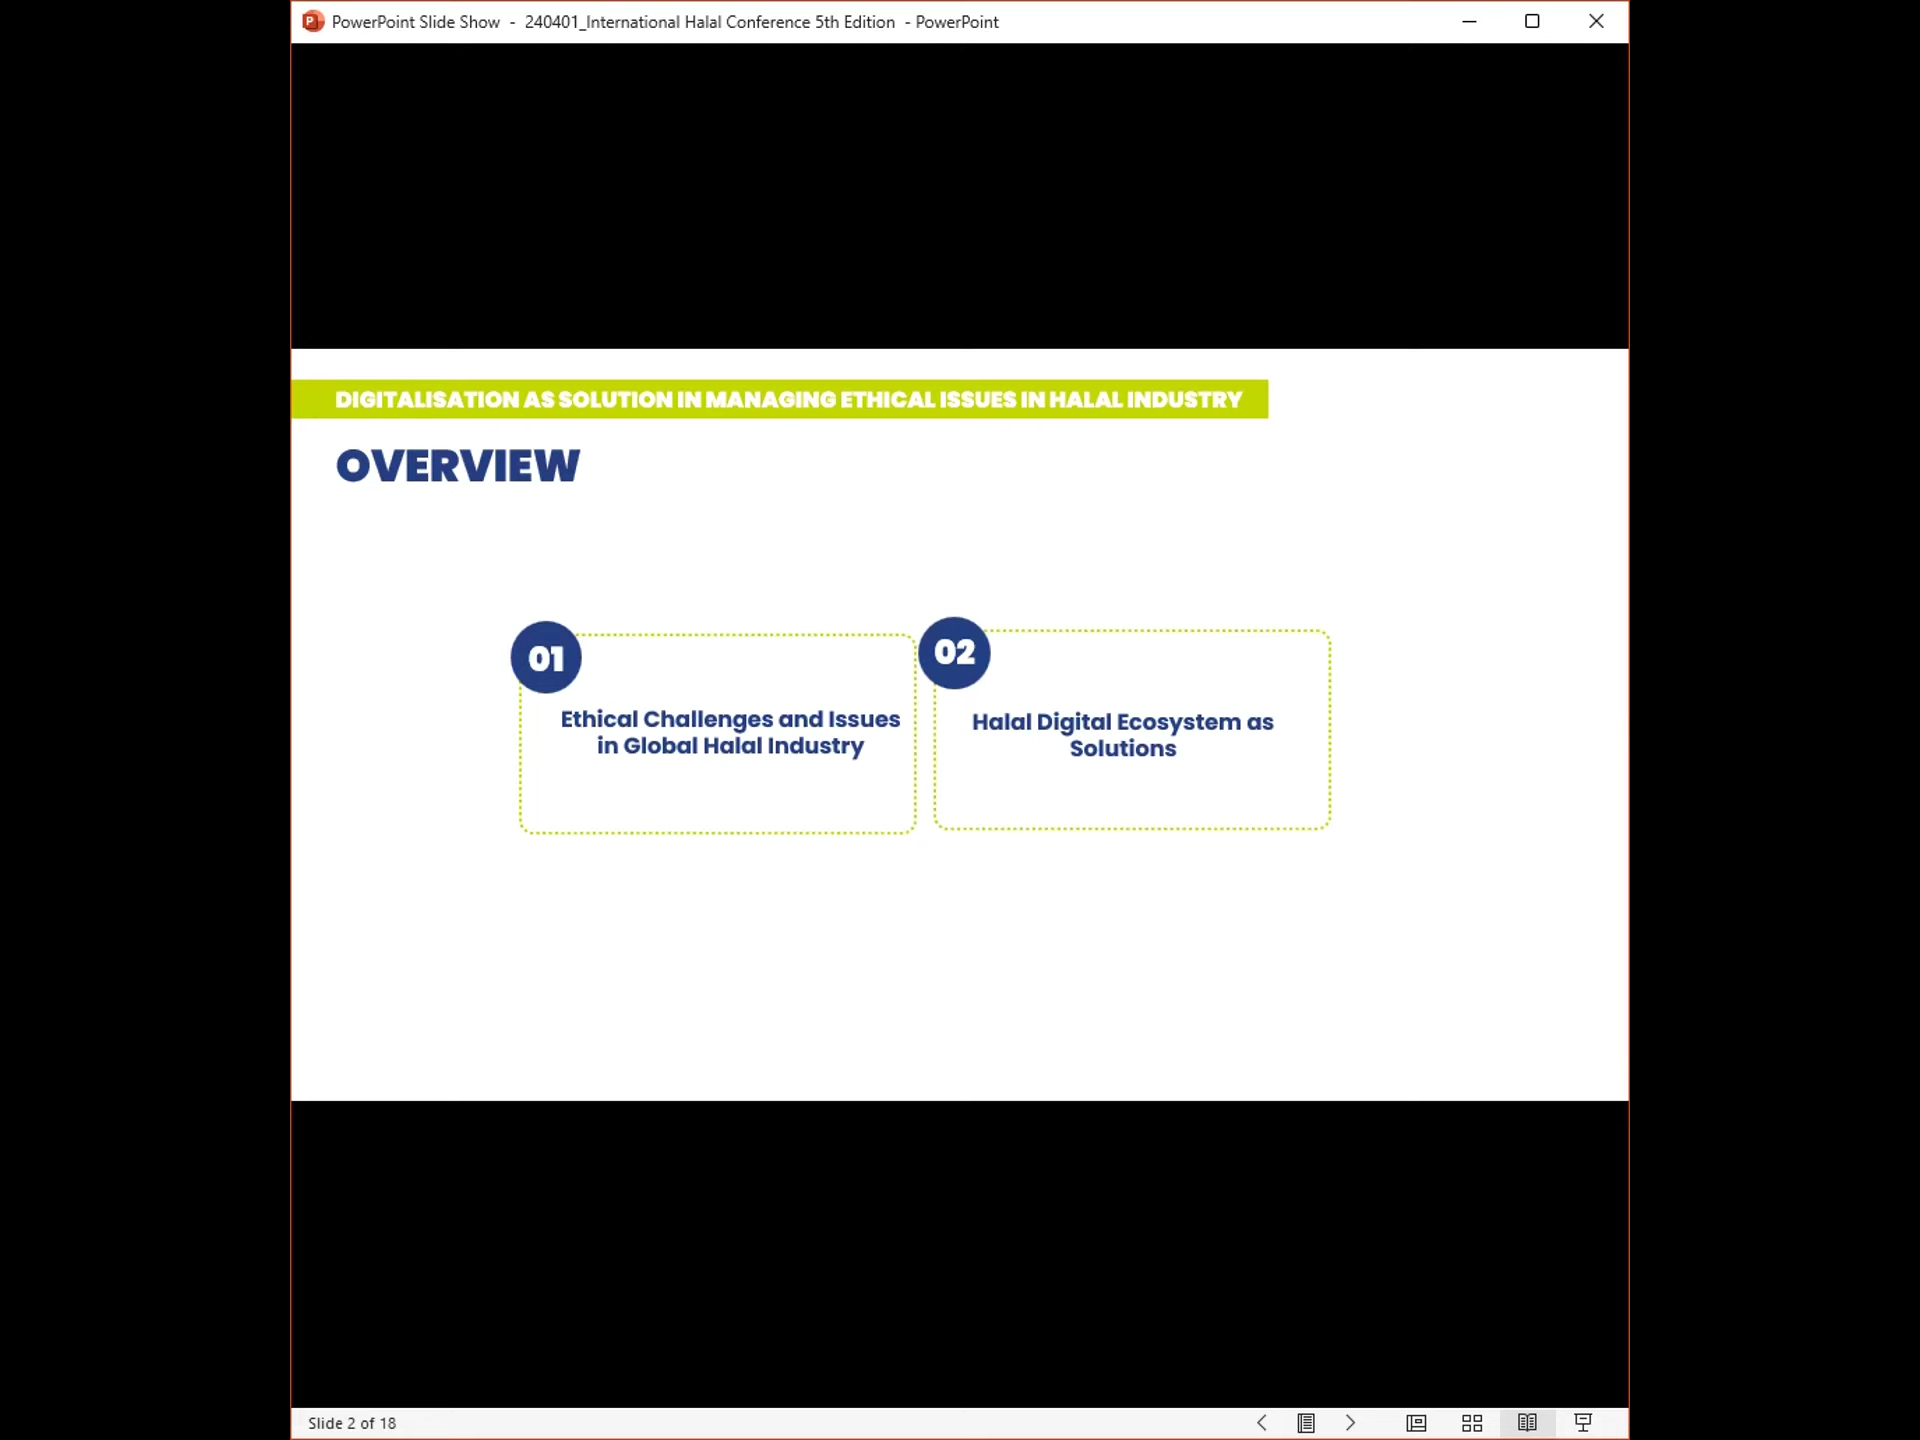 PowerPoint Slide Show - 240401_International Halal Conference 5th Edition - PowerPoint
DIGITALISATION AS SOLUTION IN MANAGING ETHICAL ISSUES IN HALAL INDUSTRY
OVERVIEW
01
Ethical Challenges and Issues
in Global Halal Industry
02
Halal Digital Ecosystem as
Solutions
Slide 2 of 18